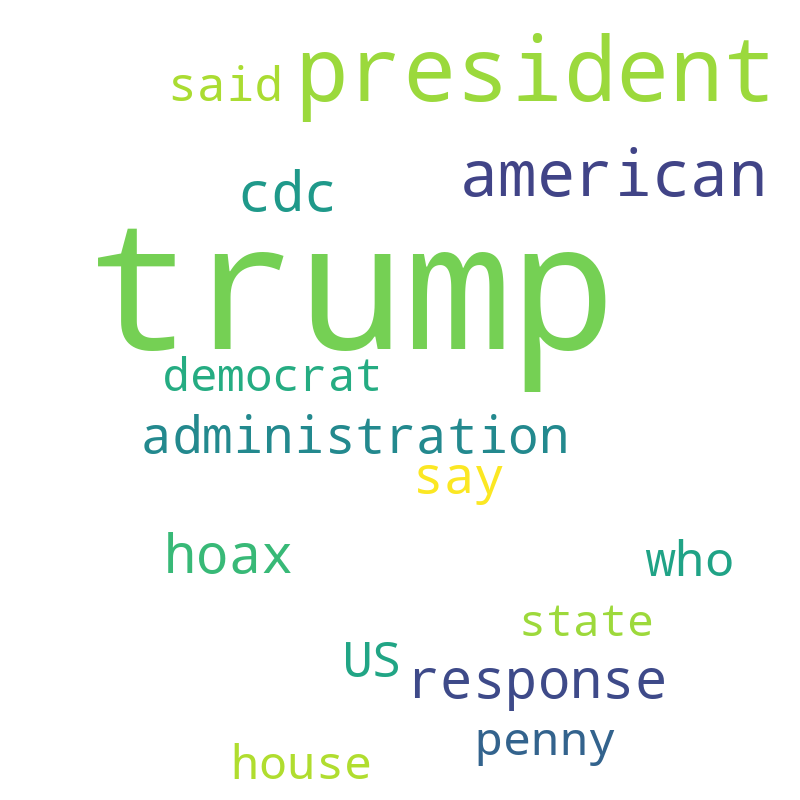 said president
cdc american
trump
democrat
administration
say
hoax who
state
US response
penny
house